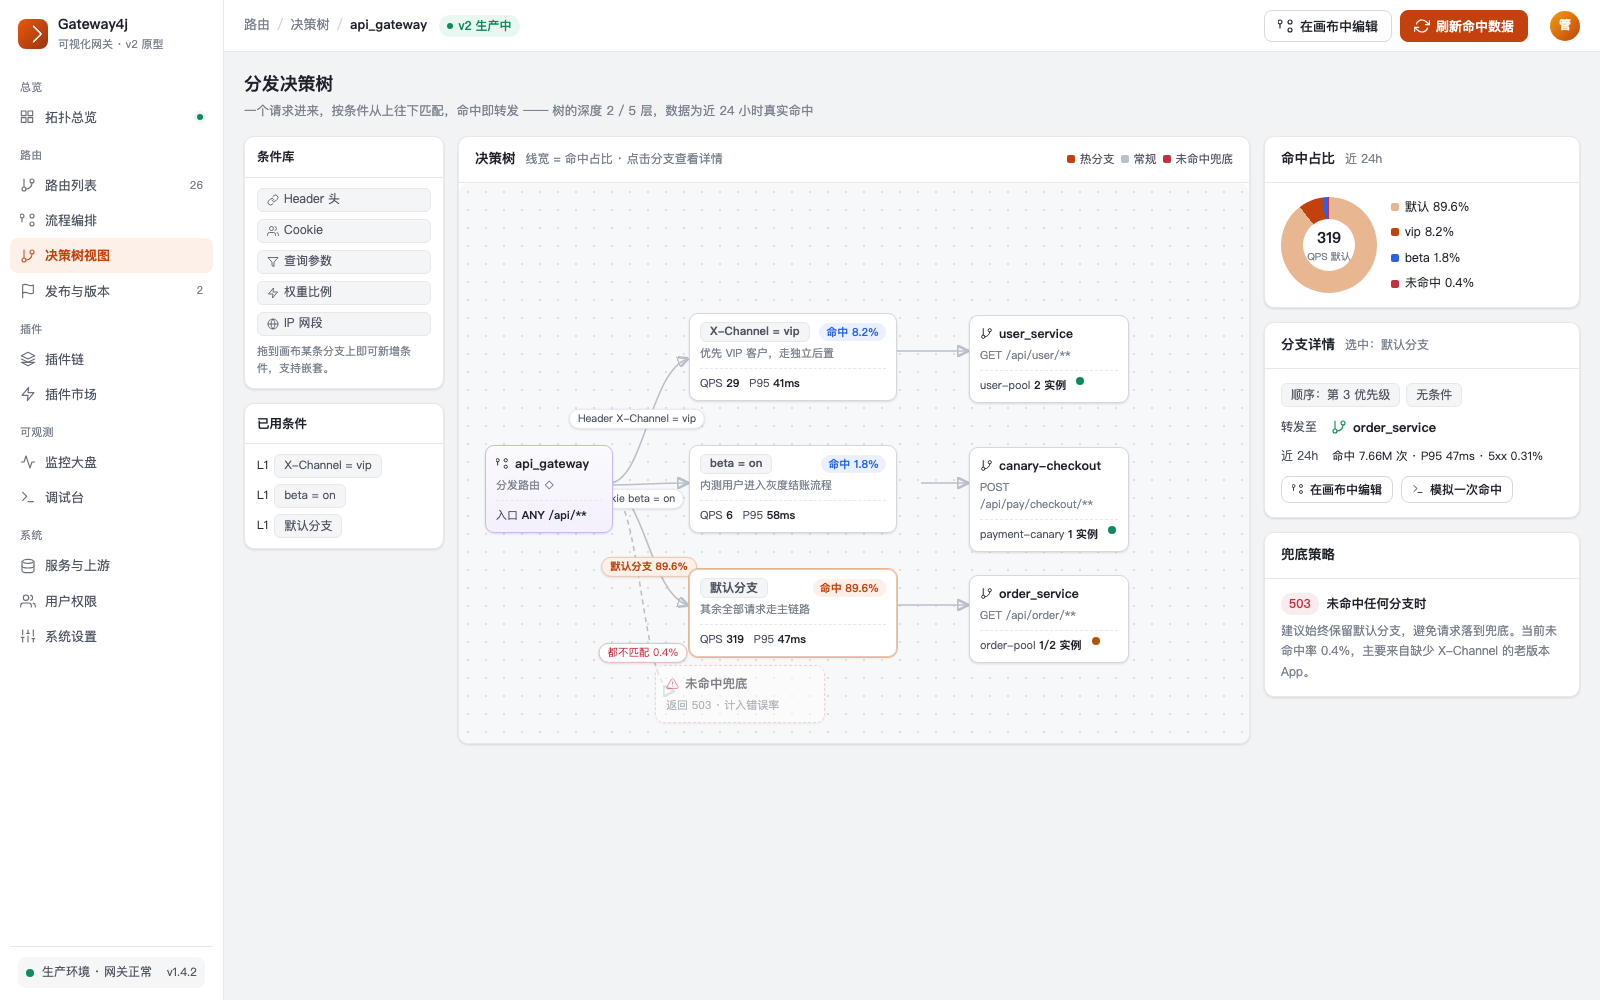 Gateway4j
可视化网关 · v2 原型
总览
拓扑总览
路由
路由列表 26
流程编排
决策树视图
发布与版本 2
插件
插件链
插件市场
可观测
监控大盘
调试台
系统
服务与上游
用户权限
系统设置
生产环境 · 网关正常 v1.4.2
路由 / 决策树 / api_gateway v2 生产中
在画布中编辑
刷新命中数据
管
分发决策树
一个请求进来，按条件从上往下匹配，命中即转发 —— 树的深度 2 / 5 层，数据为近 24 小时真实命中
条件库
Header 头
Cookie
查询参数
权重比例
IP 网段
拖到画布某条分支上即可新增条
件，支持嵌套。
已用条件
L1 X-Channel = vip
L1 beta = on
L1 默认分支
决策树 线宽 = 命中占比 · 点击分支查看详情
热分支 常规 未命中兜底
X-Channel = vip 命中 8.2%
优先 VIP 客户，走独立后置
QPS 29 P95 41ms
user_service
GET /api/user/**
user-pool 2 实例
Header X-Channel = vip
api_gateway
分发路由 ◇
入口 ANY /api/**
kie beta = on
beta = on 命中 1.8%
内测用户进入灰度结账流程
QPS 6 P95 58ms
canary-checkout
POST
/api/pay/checkout/**
payment-canary 1 实例
默认分支 89.6%
默认分支 命中 89.6%
其余全部请求走主链路
QPS 319 P95 47ms
order_service
GET /api/order/**
order-pool 1/2 实例
都不匹配 0.4%
未命中兜底
返回 503 · 计入错误率
命中占比 近 24h
319
QPS 默认
默认 89.6%
vip 8.2%
beta 1.8%
未命中 0.4%
分支详情 选中：默认分支
顺序：第 3 优先级 无条件
转发至 order_service
近 24h 命中 7.66M 次 · P95 47ms · 5xx 0.31%
在画布中编辑 模拟一次命中
兜底策略
503 未命中任何分支时
建议始终保留默认分支，避免请求落到兜底。当前未
命中率 0.4%，主要来自缺少 X-Channel 的老版本
App。